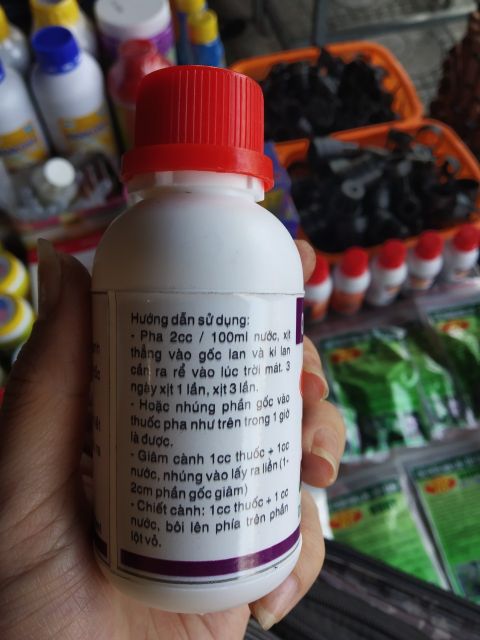 Hướng dẫn sử dụng:
- Pha 2cc / 100ml nước, xịt
thẳng vào gốc lan và kí lan
cần ra rể vào lúc trời mát. 3
ngày xịt 1 lần, xịt 3 lần.
- Hoặc nhúng phần gốc vào
thuốc pha như trên trong 1 giờ
là được.
- Giâm cành 1cc thuốc + 1cc
nước, nhúng vào lấy ra liền (1-
2cm phần gốc giâm)
- Chiết cành: 1cc thuốc + 1 cc
nước, bôi lên phía trên phần
lột vỏ.